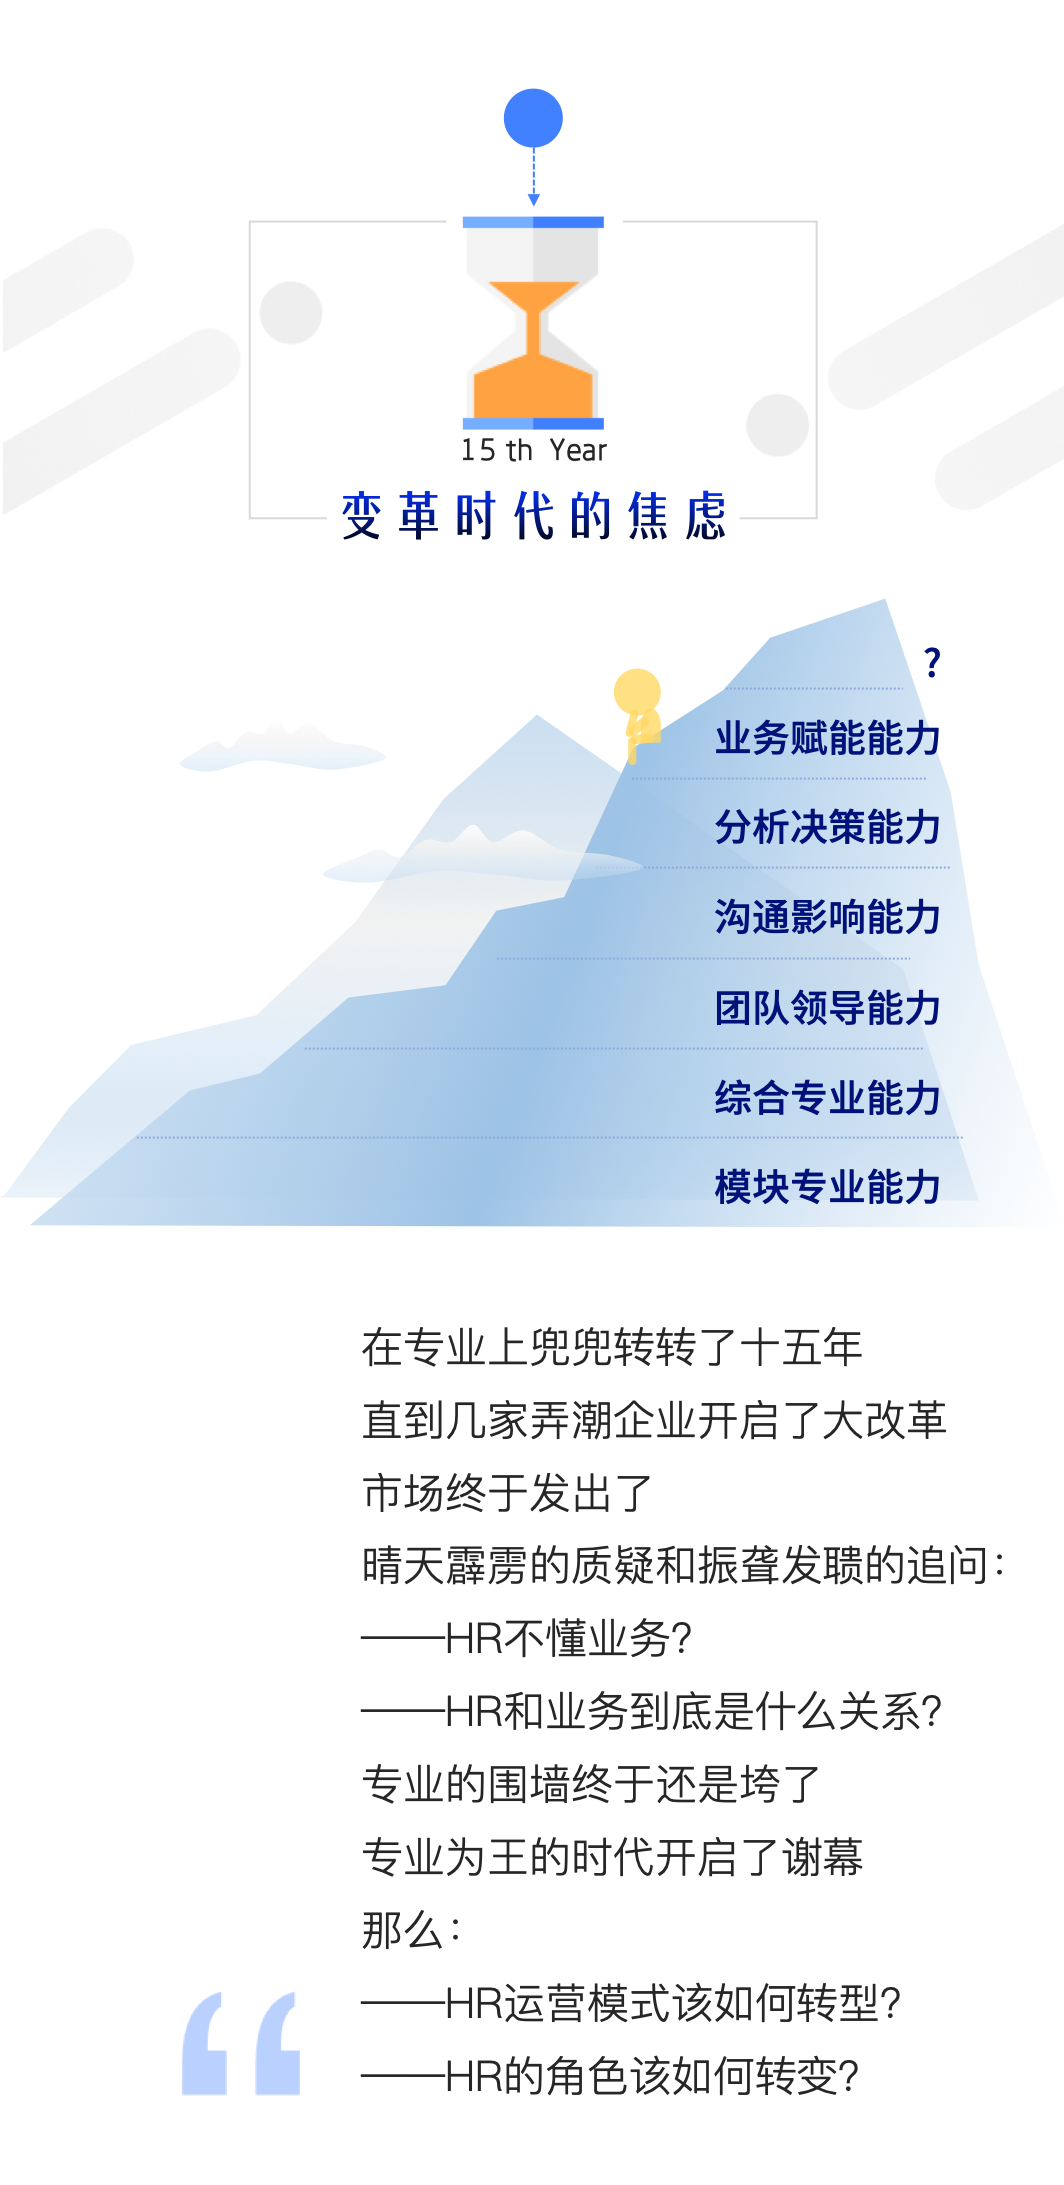 15 th Year
变革时代的焦虑
?
业务赋能能力
分析决策能力
沟通影响能力
团队领导能力
综合专业能力
模块专业能力
在专业上兜兜转转了十五年
直到几家弄潮企业开启了大改革
市场终于发出了
晴天霹雳的质疑和振聋发聩的追问：
——HR不懂业务？
——HR和业务到底是什么关系？
专业的围墙终于还是垮了
专业为王的时代开启了谢幕
那么：
——HR运营模式该如何转型？
——HR的角色该如何转变？